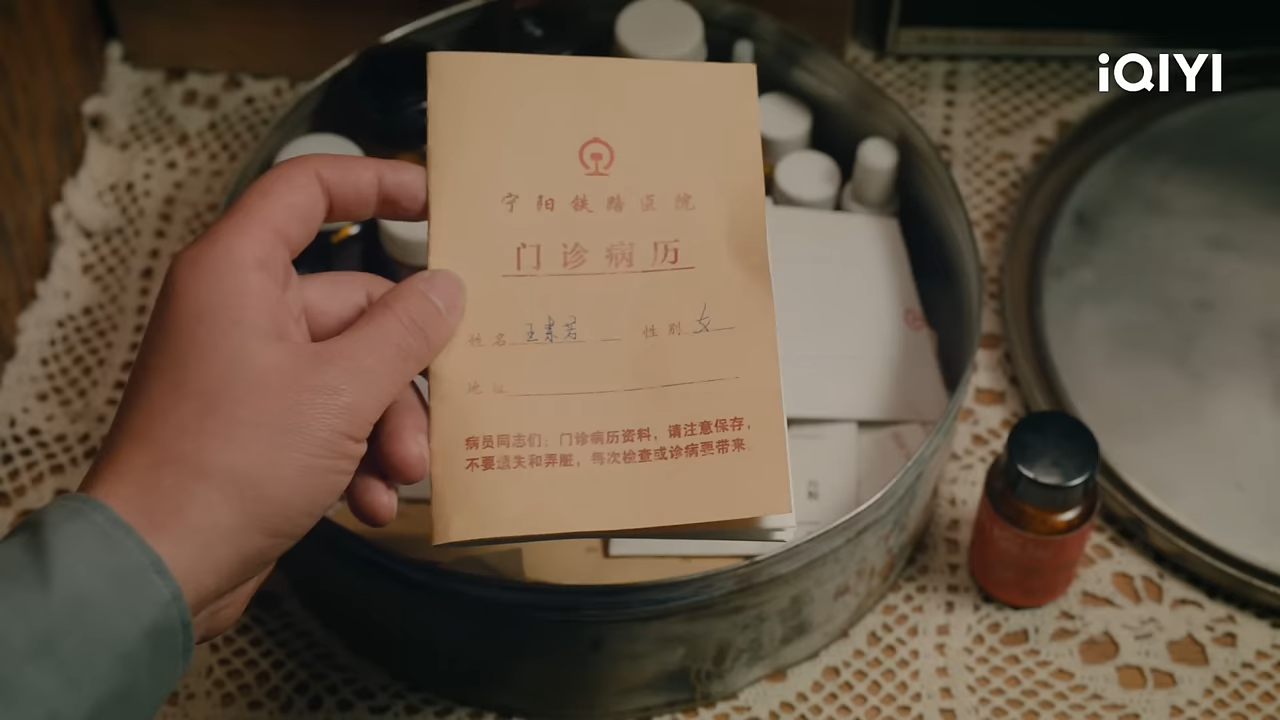 iQIYI
宁阳铁路医院
门诊病历
姓名 王素芳 性别 女
地址
病员同志们:门诊病历资料,请注意保存,
不要遗失和弄脏,每次检查或诊病要带来